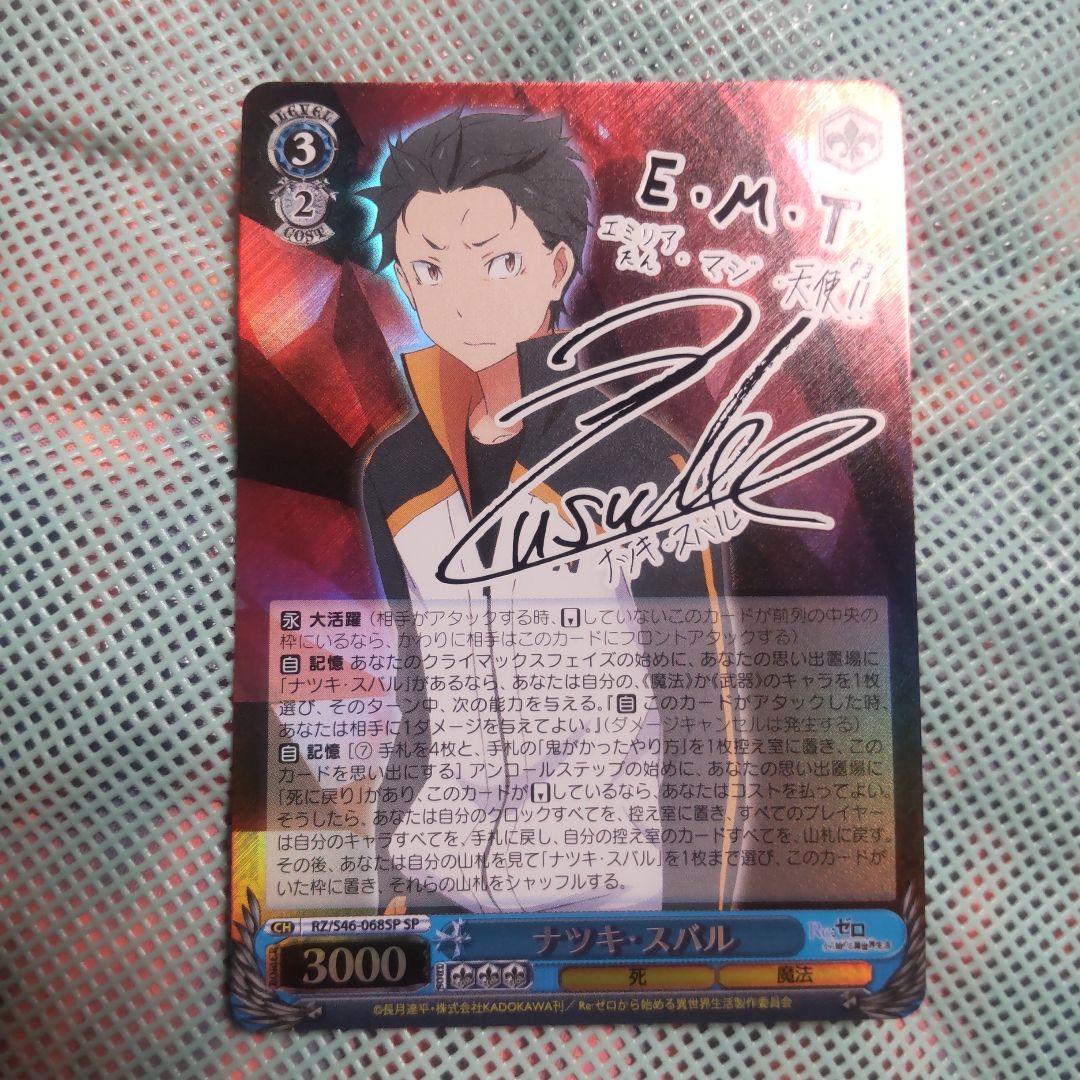 LEVEL
3
2
COST
E・M・T
エミリア
たん・マジ・天使!!
Yusuke
ナツキ・スバル
永 大活躍（相手がアタックする時、していないこのカードが前列の中央の
枠にいるなら、かわりに相手はこのカードにフロントアタックする）
自 記憶 あなたのクライマックスフェイズの始めに、あなたの思い出置場に
「ナツキ・スバル」があるなら、あなたは自分の、《魔法》か《武器》のキャラを1枚
選び、そのターン中、次の能力を与える。『自 このカードがアタックした時、
あなたは相手に1ダメージを与えてよい。』（ダメージキャンセルは発生する）
自 記憶［⑦ 手札を4枚と、手札の「鬼がかったやり方」を1枚控え室に置き、この
カードを思い出にする］アンコールステップの始めに、あなたの思い出置場に
「死に戻り」があり、このカードがしているなら、あなたはコストを払ってよい。
そうしたら、あなたは自分のクロックすべてを、控え室に置き、すべてのプレイヤー
は自分のキャラすべてを、手札に戻し、自分の控え室のカードすべてを、山札に戻す。
その後、あなたは自分の山札を見て「ナツキ・スバル」を1枚まで選び、このカードが
いた枠に置き、それらの山札をシャッフルする。
CH RZ/S46-068SP SP
ナツキ・スバル
Re:ゼロ
から始める異世界生活
POWER
3000
SOUL
死
魔法
©長月達平・株式会社KADOKAWA刊／Re:ゼロから始める異世界生活製作委員会